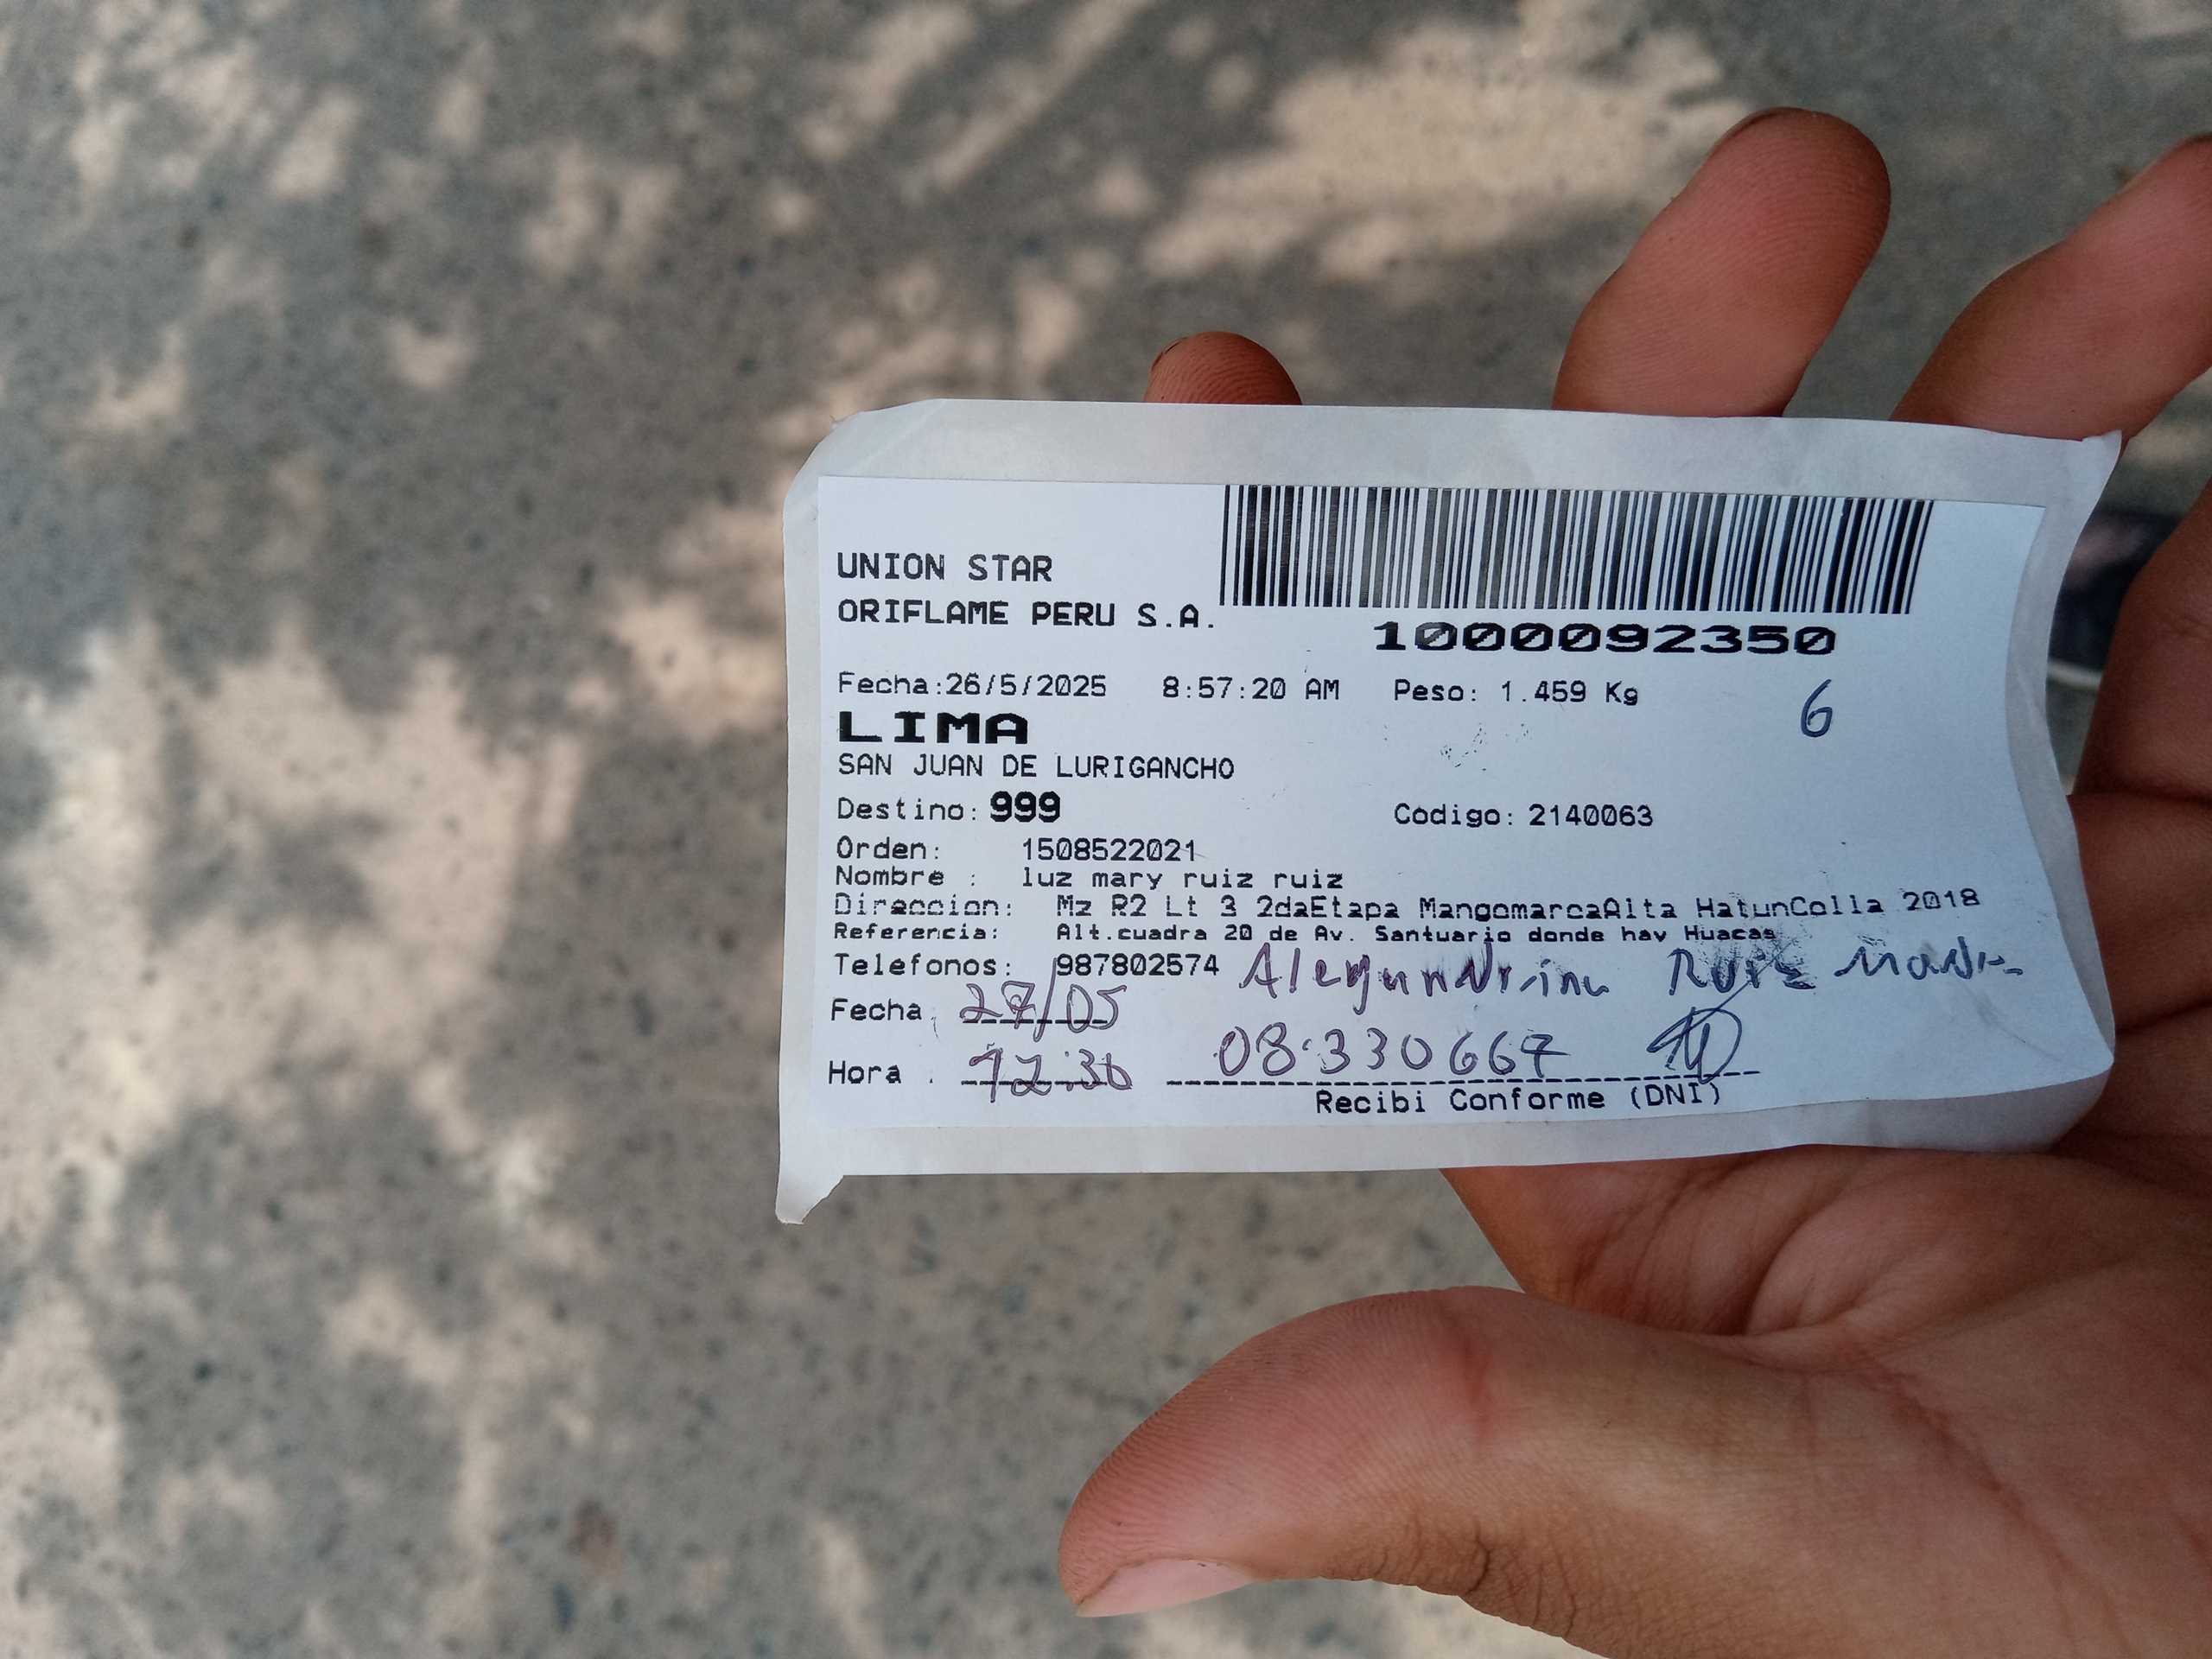 UNION STAR
ORIFLAME PERU S.A.
1000092350
Fecha:26/5/2025 8:57:20 AM Peso: 1.459 Kg
6
LIMA
SAN JUAN DE LURIGANCHO
Destino: 999 Codigo: 2140063
Orden: 1508522021
Nombre : luz mary ruiz ruiz
Direccion: Mz R2 Lt 3 2daEtapa MangomarcaAlta HatunColla 2018
Referencia: Alt.cuadra 20 de Av. Santuario donde hay Huacas
Telefonos: 987802574 Ruiz
Fecha 27/05
Hora . 12:30 08330667
Recibi Conforme (DNI)